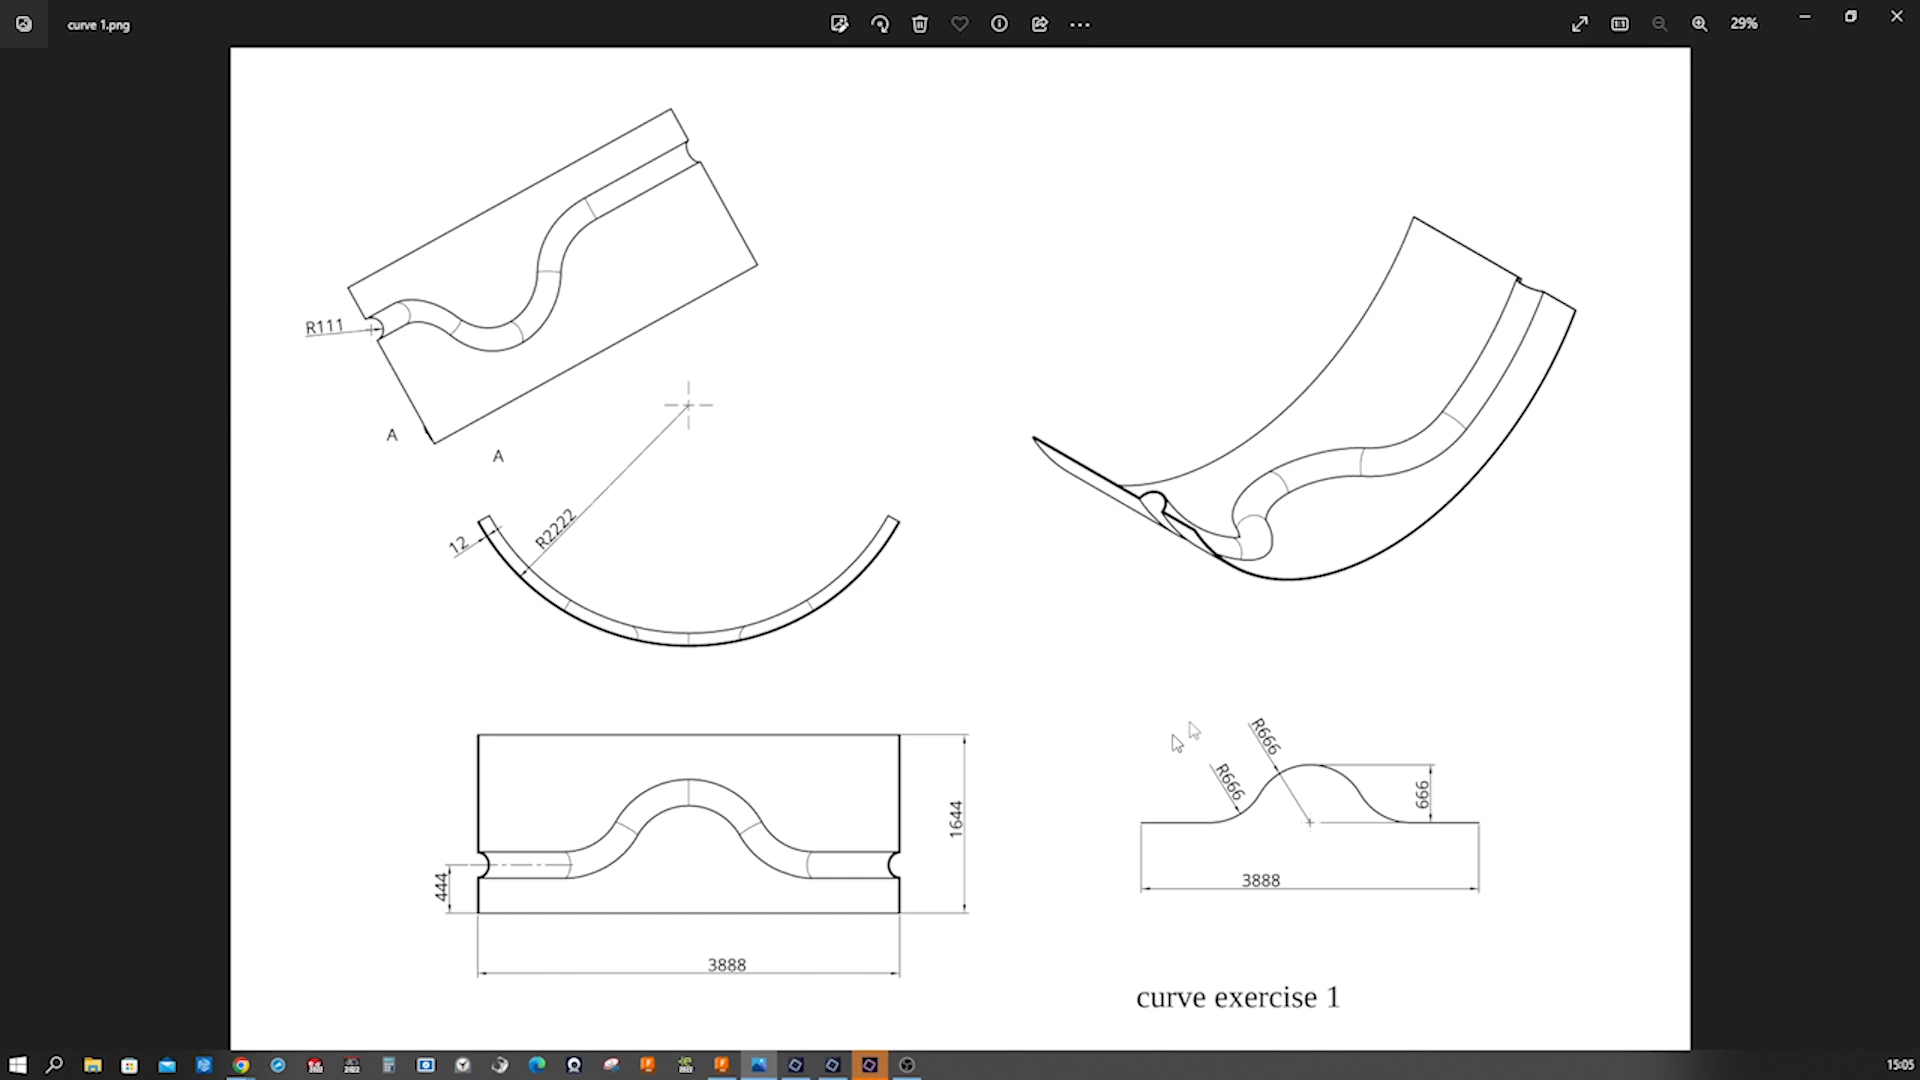 curve 1.png
29%
R111
A
A
12
R2222
R666
R666
666
444
1644
3888
3888
curve exercise 1
15:05